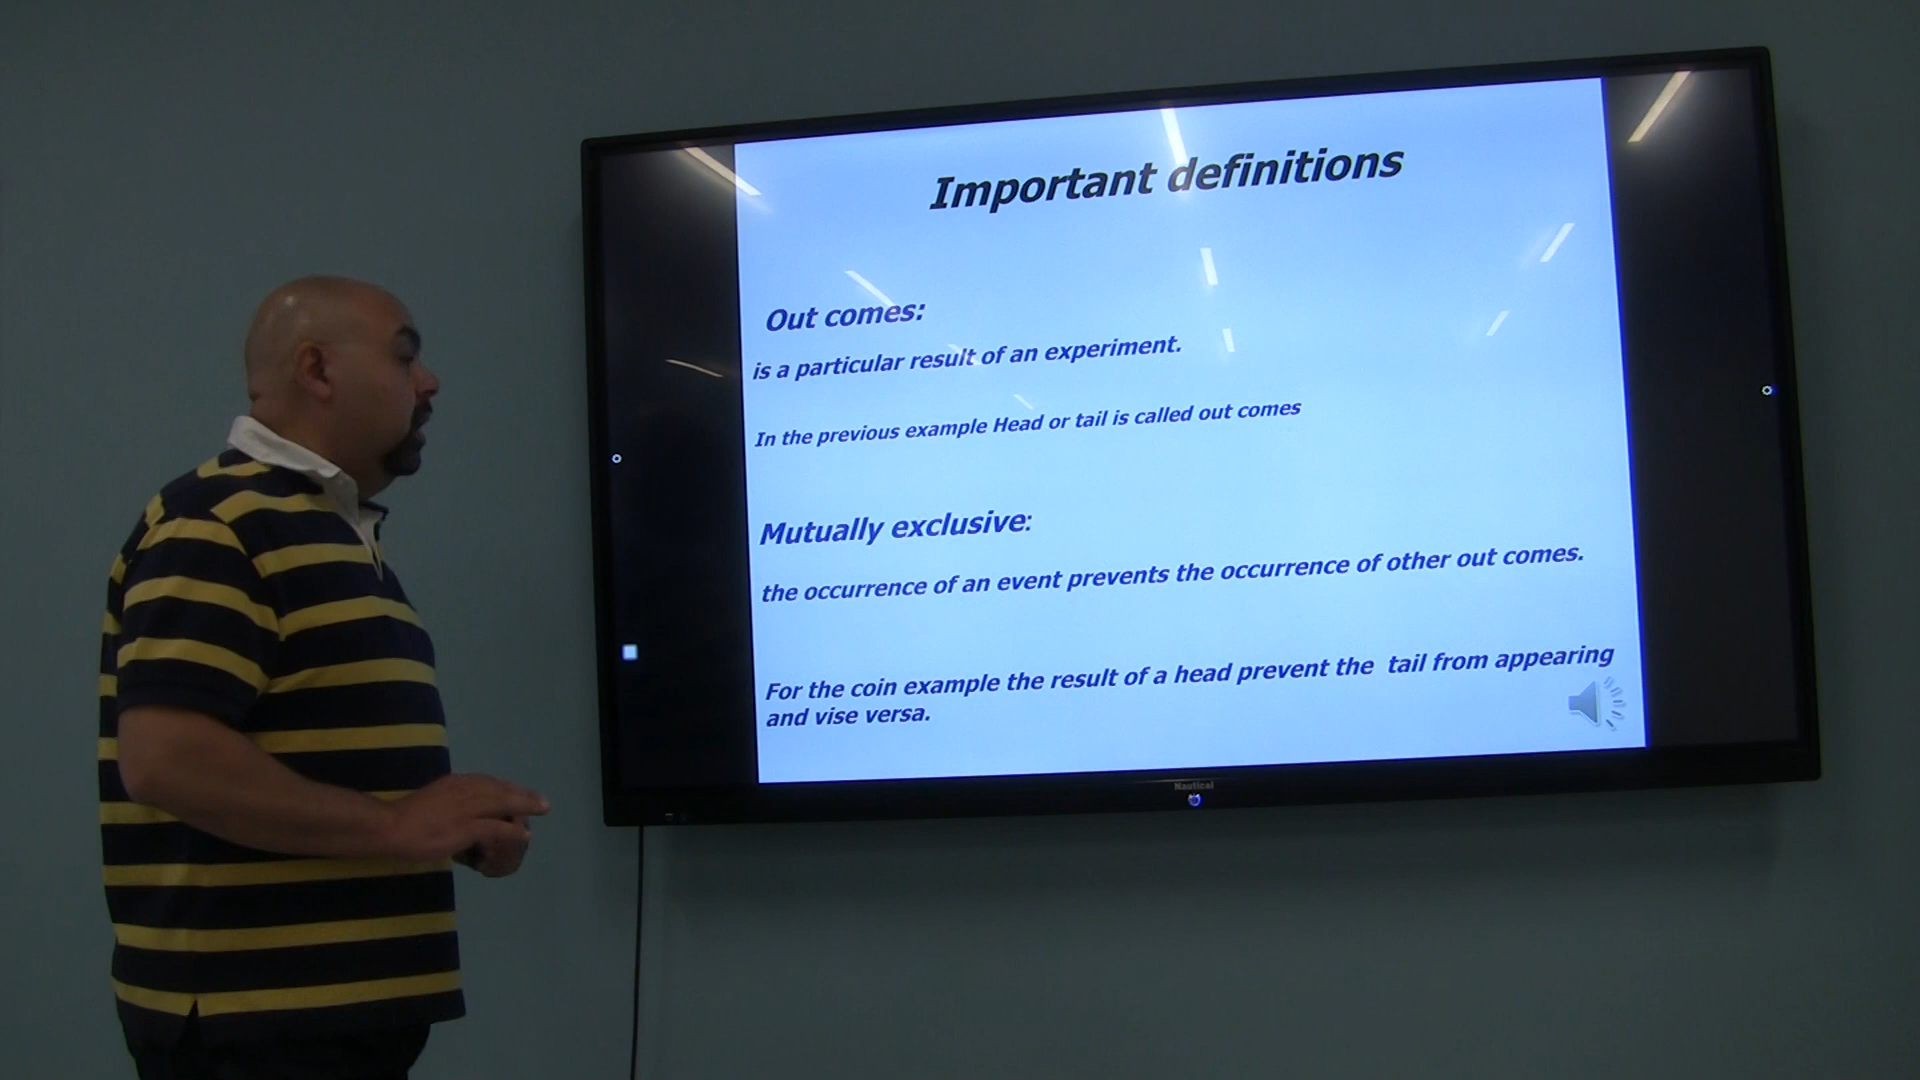 Important definitions
Out comes:
is a particular result of an experiment.
In the previous example Head or tail is called out comes
Mutually exclusive:
the occurrence of an event prevents the occurrence of other out comes.
For the coin example the result of a head prevent the tail from appearing
and vise versa.
Nautical